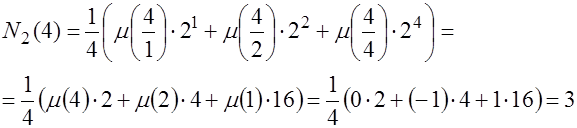 N₂(4) = 1/4 ( μ(4/1) · 2¹ + μ(4/2) · 2² + μ(4/4) · 2⁴ ) =
= 1/4 (μ(4) · 2 + μ(2) · 4 + μ(1) · 16) = 1/4 (0 · 2 + (−1) · 4 + 1 · 16) = 3